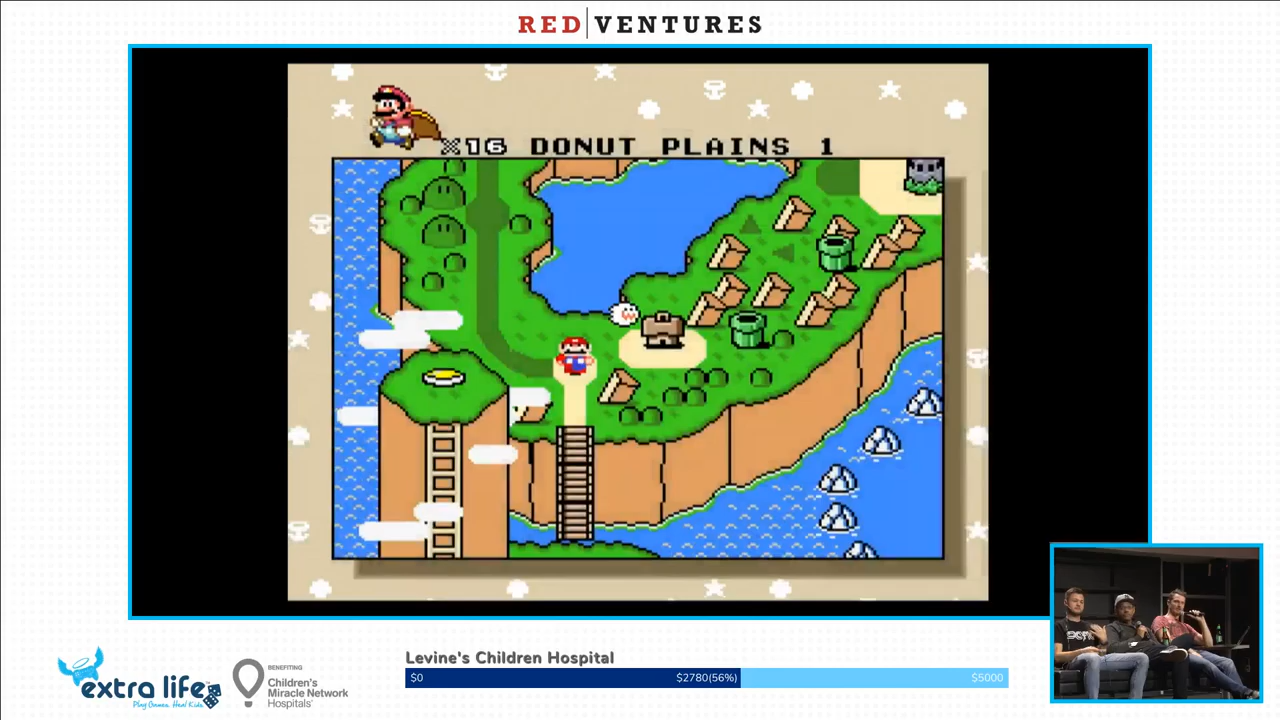 RED VENTURES
x16 DONUT PLAINS 1
Levine's Children Hospital
$0 $2780(56%) $5000
extra life
Play Games. Heal Kids.
BENEFITING
Children's
Miracle Network
Hospitals